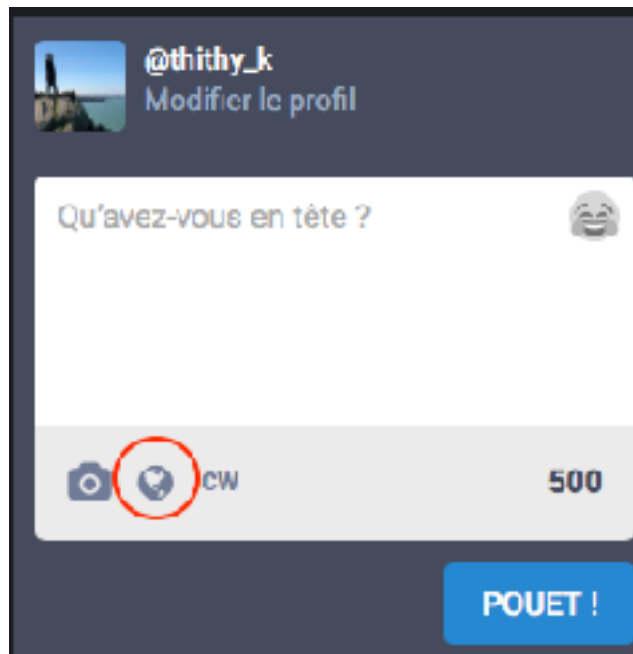 @thithy_k
Modifier le profil
Qu'avez-vous en tête ?
CW
500
POUET !